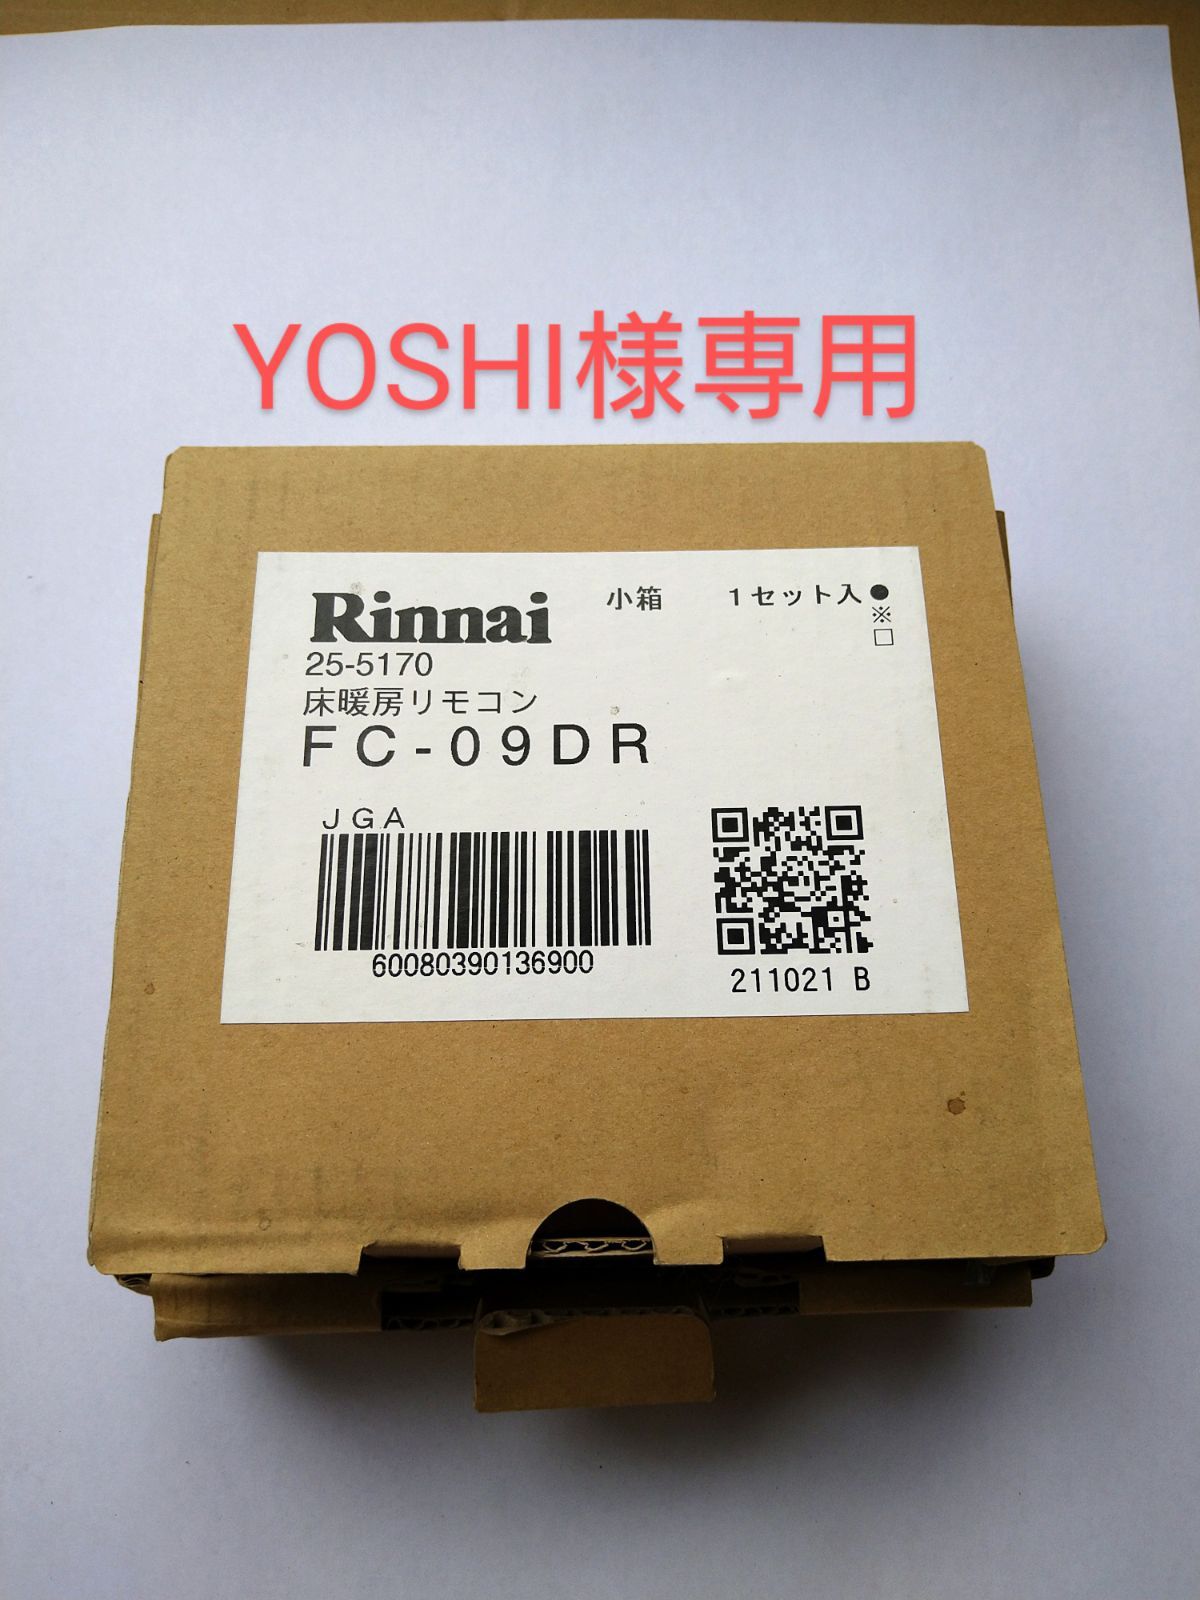 YOSHI様専用
Rinnai 小箱 1セット入●
※
□
25-5170
床暖房リモコン
FC-09DR
JGA
60080390136900
211021 B